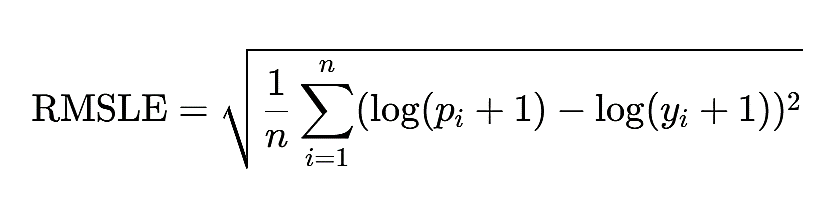 RMSLE = \sqrt{\frac{1}{n} \sum_{i=1}^{n} (\log(p_i + 1) - \log(y_i + 1))^2}